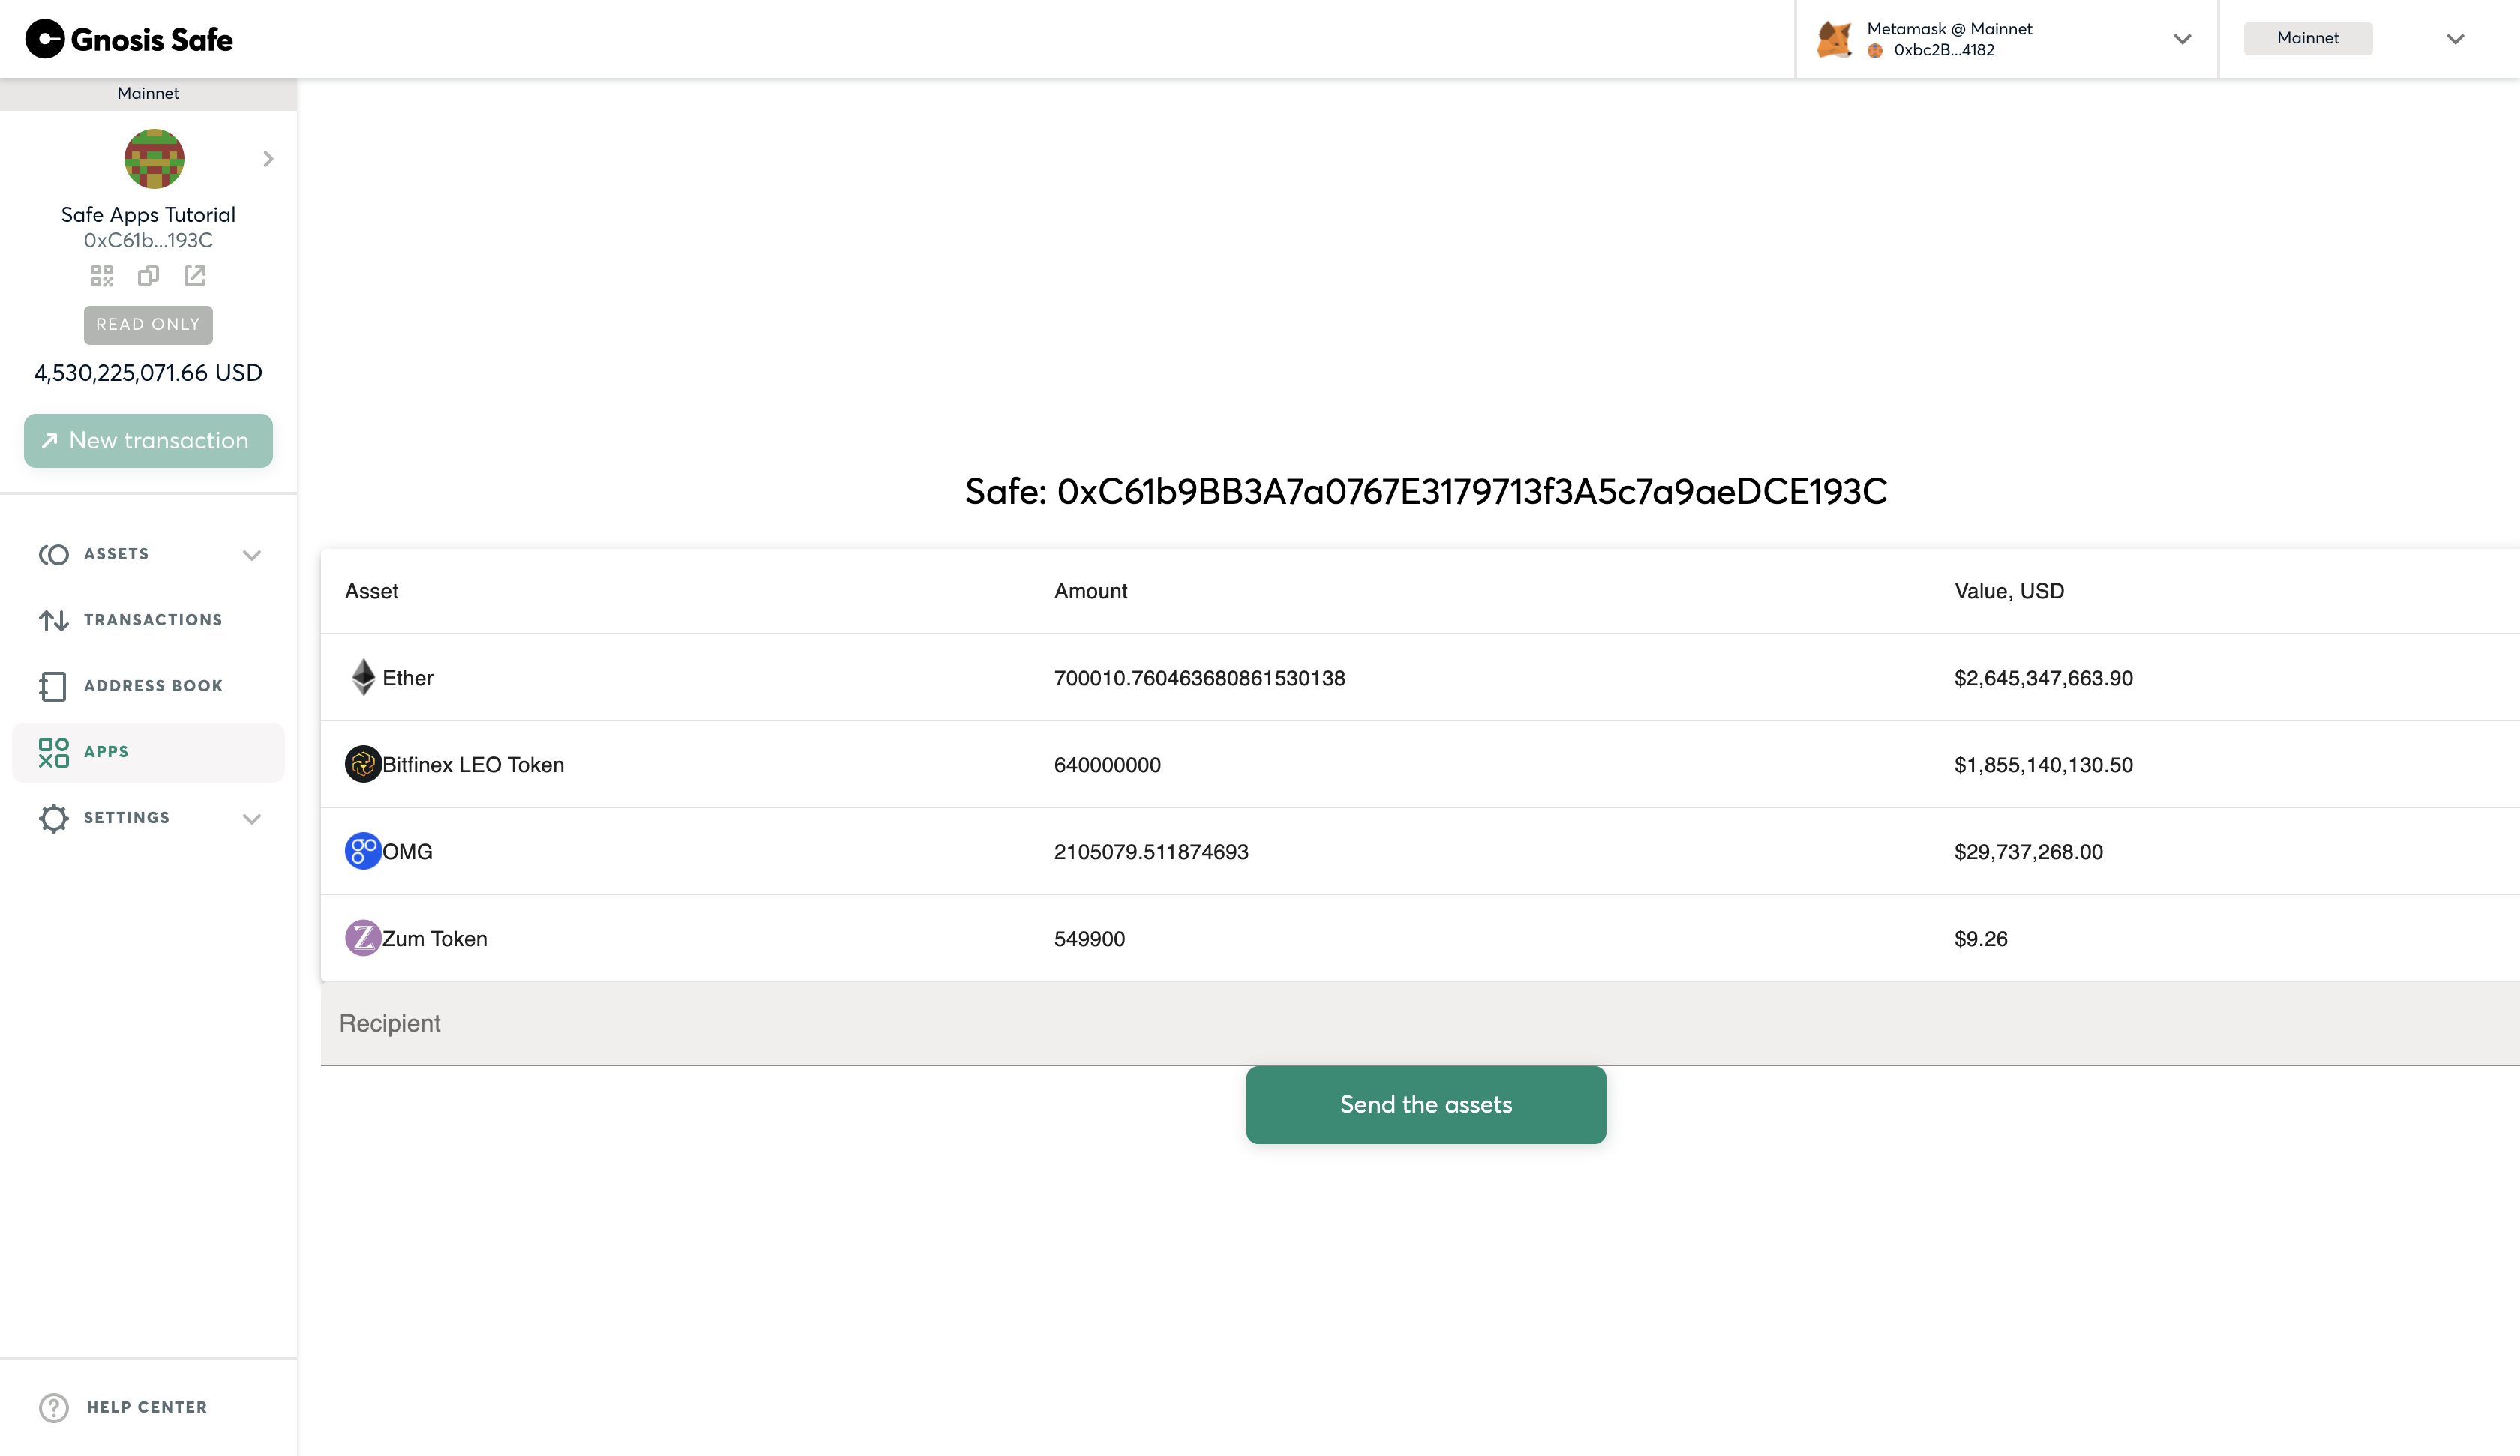 Gnosis Safe
Metamask @ Mainnet
0xbc2B...4182
Mainnet
Mainnet
Safe Apps Tutorial
0xC61b...193C
READ ONLY
4,530,225,071.66 USD
New transaction
ASSETS
TRANSACTIONS
ADDRESS BOOK
APPS
SETTINGS
HELP CENTER
Safe: 0xC61b9BB3A7a0767E3179713f3A5c7a9aeDCE193C
Asset Amount Value, USD
Ether 700010.760463680861530138 $2,645,347,663.90
Bitfinex LEO Token 640000000 $1,855,140,130.50
OMG 2105079.511874693 $29,737,268.00
Zum Token 549900 $9.26
Recipient
Send the assets